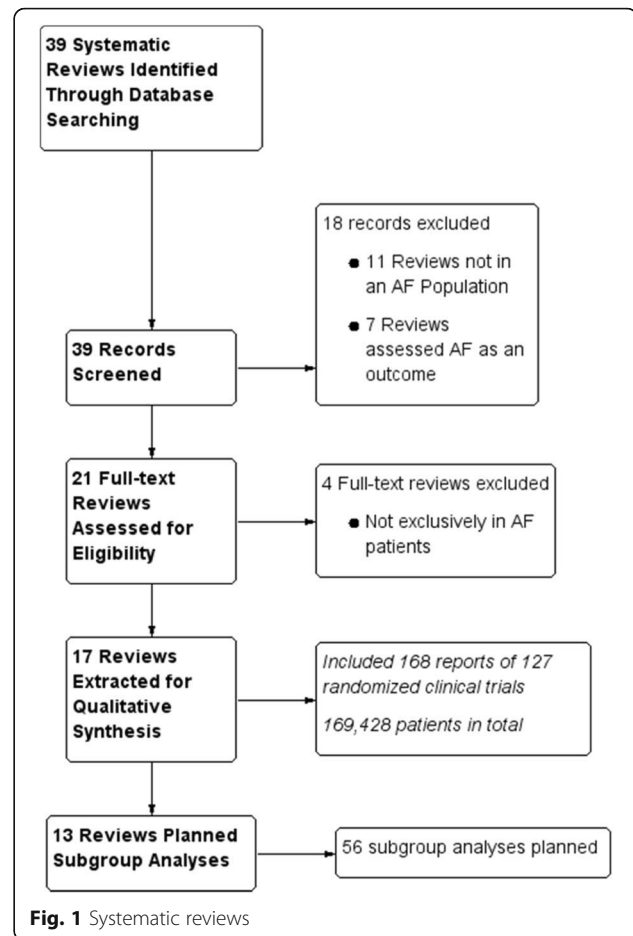 39 Systematic
Reviews Identified
Through Database
Searching
18 records excluded
● 11 Reviews not in
an AF Population
● 7 Reviews
assessed AF as an
outcome
39 Records
Screened
21 Full-text
Reviews
Assessed for
Eligibility
4 Full-text reviews excluded
● Not exclusively in AF
patients
17 Reviews
Extracted for
Qualitative
Synthesis
Included 168 reports of 127
randomized clinical trials
169,428 patients in total
13 Reviews Planned
Subgroup Analyses
56 subgroup analyses planned
Fig. 1 Systematic reviews